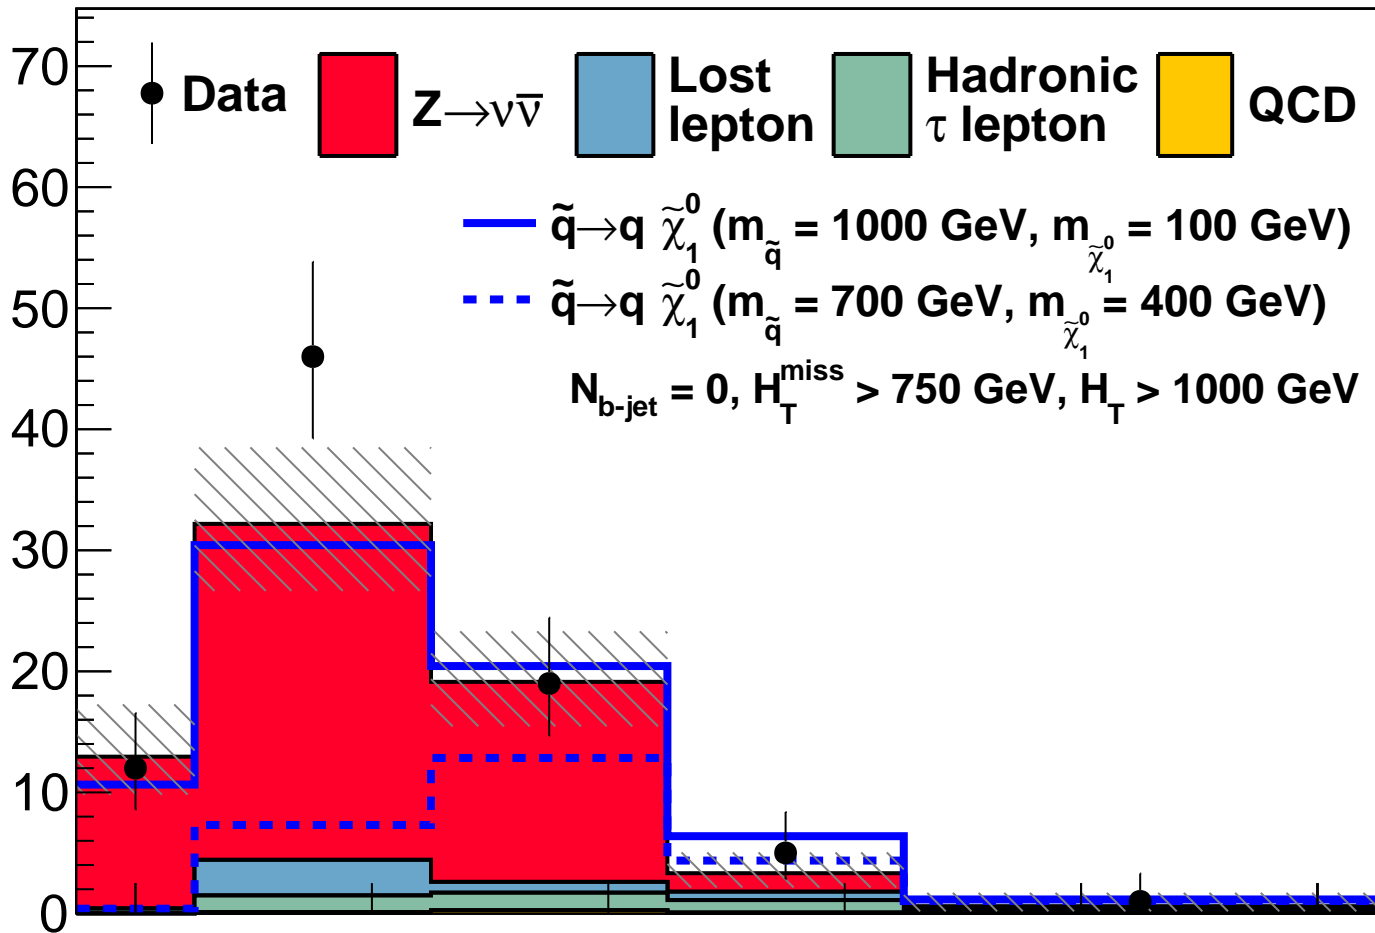 70
60
50
40
30
20
10
0
Data
Z→νν̄
Lost
lepton
Hadronic
τ lepton
QCD
q̃→q χ̃₁⁰ (m_q̃ = 1000 GeV, m_χ̃₁⁰ = 100 GeV)
q̃→q χ̃₁⁰ (m_q̃ = 700 GeV, m_χ̃₁⁰ = 400 GeV)
N_b-jet = 0, H_T^miss > 750 GeV, H_T > 1000 GeV